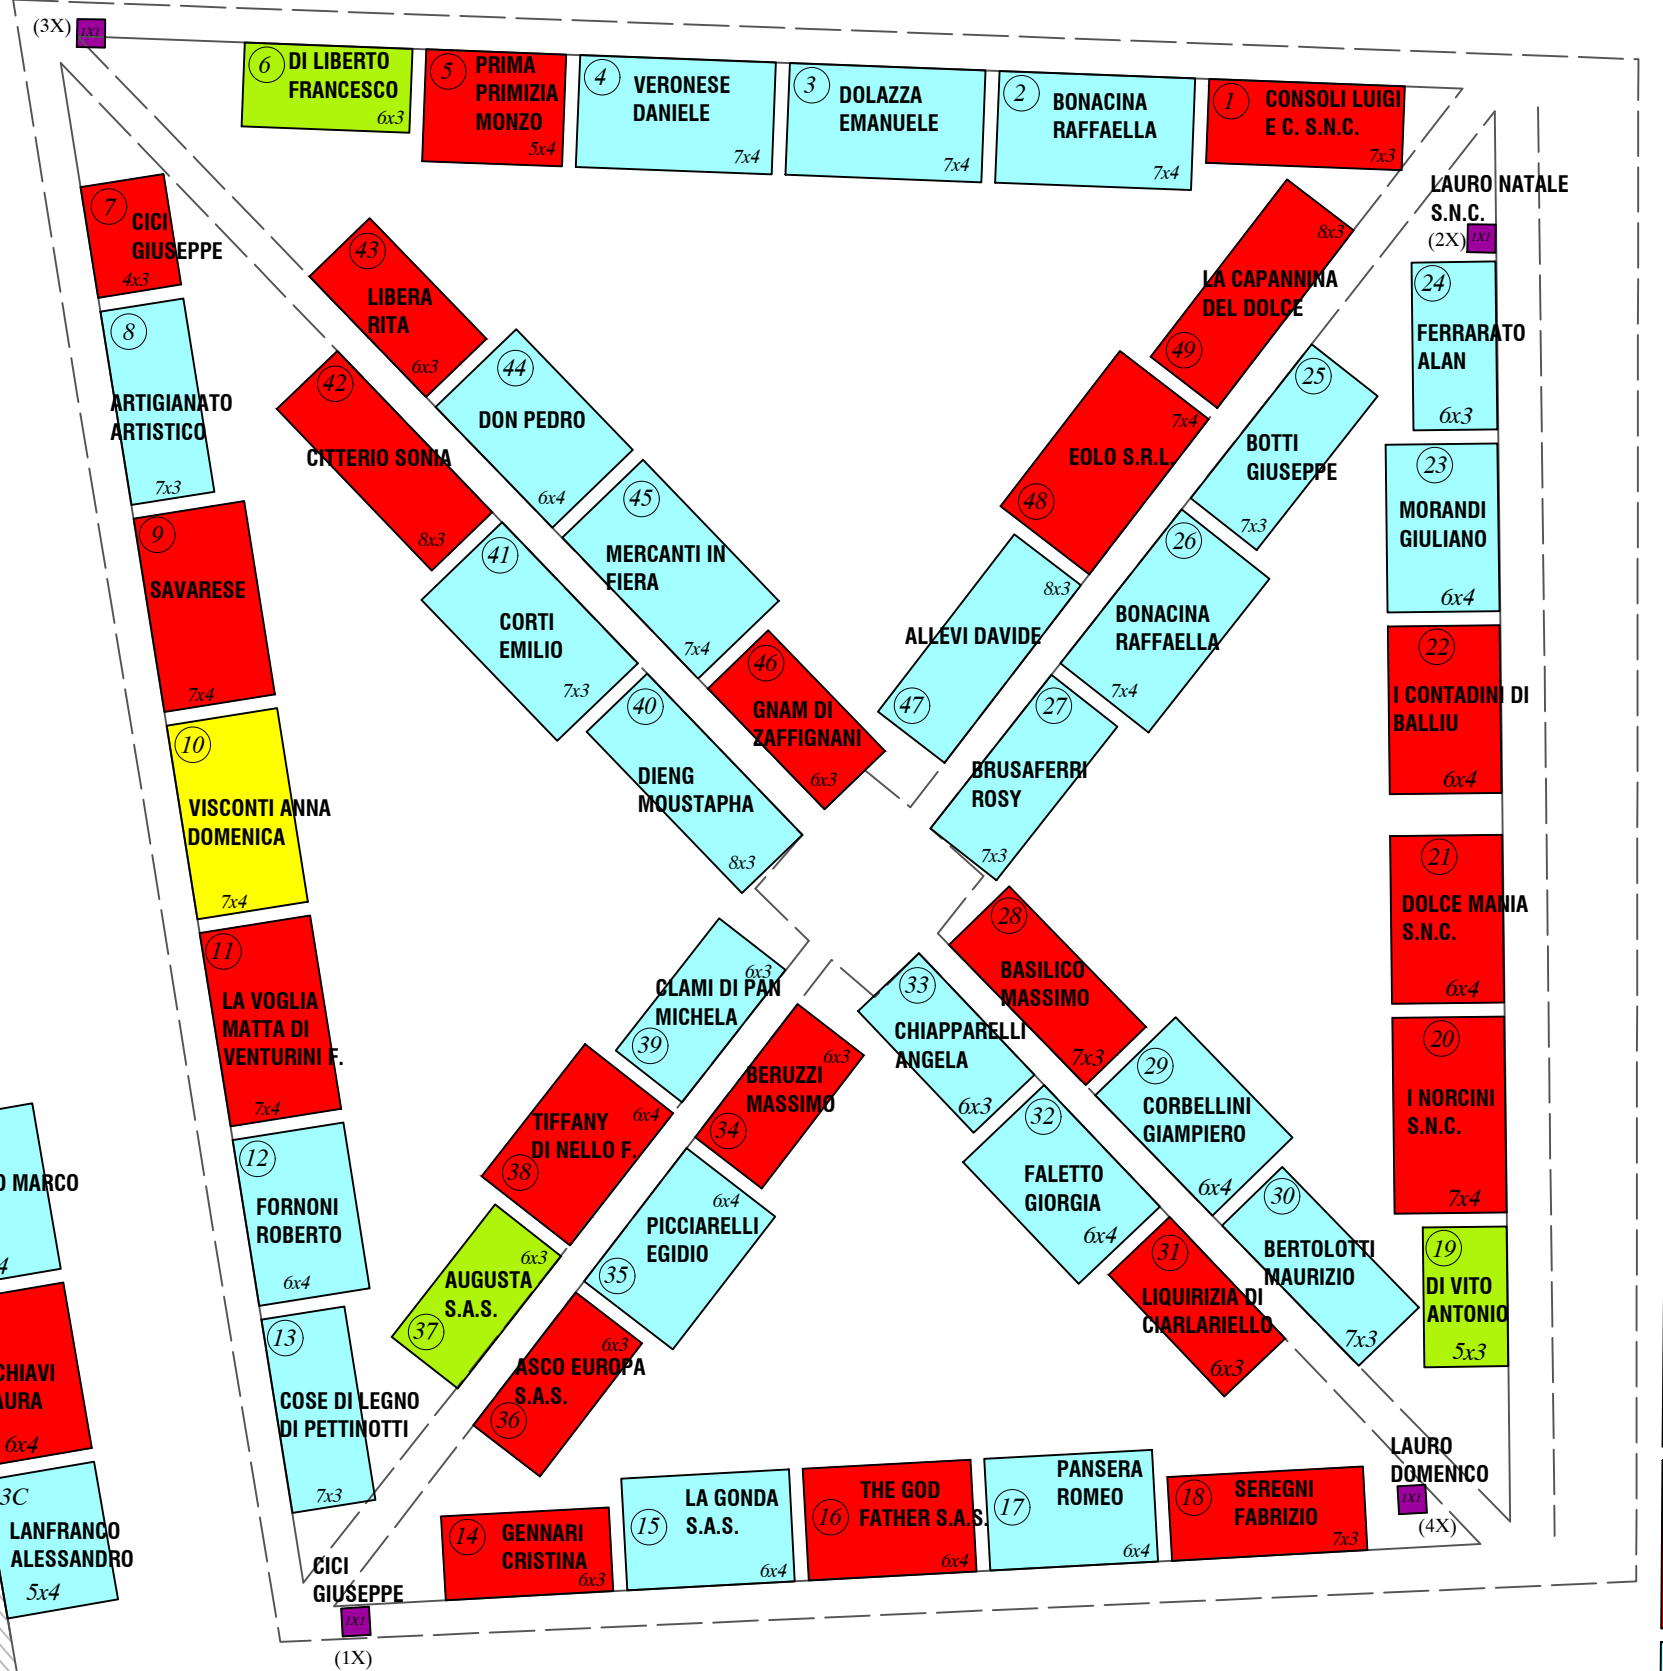 (3X)
1X1
6
DI LIBERTO
FRANCESCO
6x3
5
PRIMA
PRIMIZIA
MONZO
5x4
4
VERONESE
DANIELE
7x4
3
DOLAZZA
EMANUELE
7x4
2
BONACINA
RAFFAELLA
7x4
1
CONSOLI LUIGI
E C. S.N.C.
7x3
LAURO NATALE
S.N.C.
(2X)
1X1
7
CICI
GIUSEPPE
4x3
8
ARTIGIANATO
ARTISTICO
7x3
9
SAVARESE
7x4
10
VISCONTI ANNA
DOMENICA
7x4
11
LA VOGLIA
MATTA DI
VENTURINI F.
7x4
12
FORNONI
ROBERTO
6x4
13
COSE DI LEGNO
DI PETTINOTTI
7x3
43
LIBERA
RITA
6x3
44
DON PEDRO
6x4
45
MERCANTI IN
FIERA
7x4
46
GNAM DI
ZAFFIGNANI
6x3
42
CITTERIO SONIA
8x3
41
CORTI
EMILIO
7x3
40
DIENG
MOUSTAPHA
8x3
8x3
LA CAPANNINA
DEL DOLCE
49
7x4
EOLO S.R.L.
48
8x3
ALLEVI DAVIDE
47
25
BOTTI
GIUSEPPE
7x3
26
BONACINA
RAFFAELLA
7x4
27
BRUSAFERRI
ROSY
7x3
24
FERRARATO
ALAN
6x3
23
MORANDI
GIULIANO
6x4
22
I CONTADINI DI
BALLIU
6x4
21
DOLCE MANIA
S.N.C.
6x4
20
I NORCINI
S.N.C.
7x4
19
DI VITO
ANTONIO
5x3
28
BASILICO
MASSIMO
7x3
29
CORBELLINI
GIAMPIERO
6x4
30
BERTOLOTTI
MAURIZIO
7x3
33
CHIAPPARELLI
ANGELA
6x3
32
FALETTO
GIORGIA
6x4
31
LIQUIRIZIA DI
CIARLARIELLO
6x3
6x3
CLAMI DI PAN
MICHELA
39
6x4
TIFFANY
DI NELLO F.
38
6x3
AUGUSTA
S.A.S.
37
6x3
BERUZZI
MASSIMO
34
6x4
PICCIARELLI
EGIDIO
35
6x3
ASCO EUROPA
S.A.S.
36
14
GENNARI
CRISTINA
6x3
15
LA GONDA
S.A.S.
6x4
16
THE GOD
FATHER S.A.S.
6x4
17
PANSERA
ROMEO
6x4
18
SEREGNI
FABRIZIO
7x3
LAURO
DOMENICO
1X1
(4X)
CICI
GIUSEPPE
1X1
(1X)
MARCO
4
CHIAVI
AURA
6x4
3C
LANFRANCO
ALESSANDRO
5x4